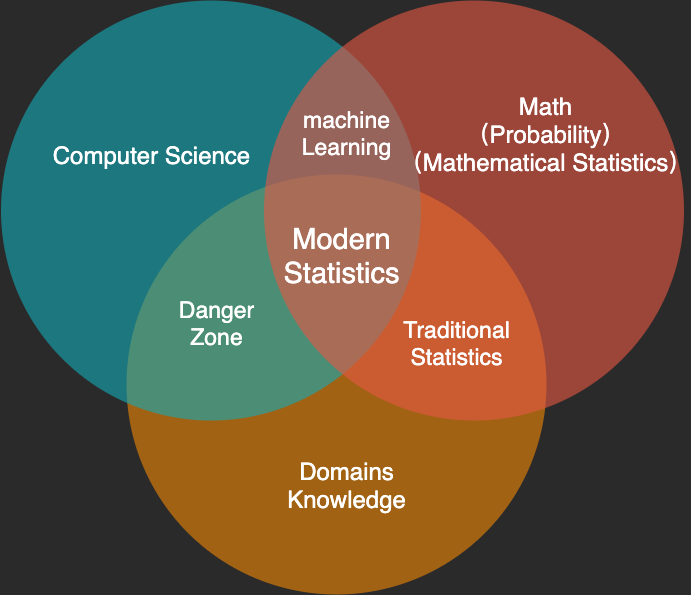 Math
(Probability)
(Mathematical Statistics)
machine
Learning
Computer Science
Modern
Statistics
Danger
Zone
Traditional
Statistics
Domains
Knowledge